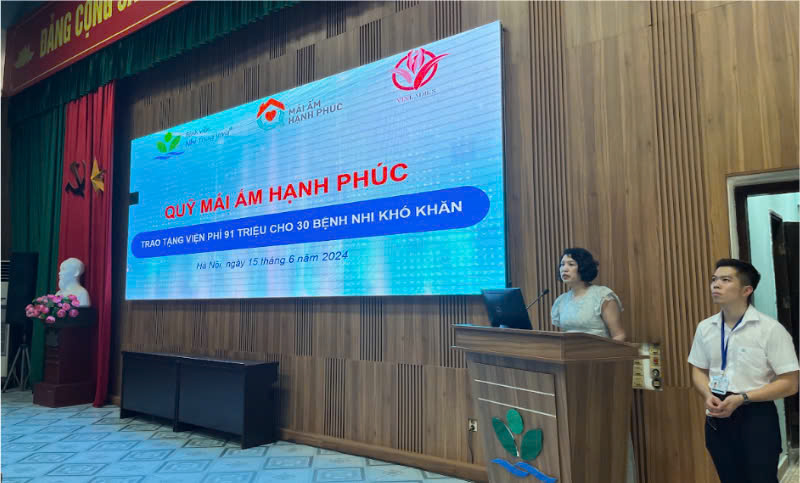 ĐẢNG CỘNG SẢN
MÁI ẤM
HẠNH PHÚC
QUỸ MÁI ẤM HẠNH PHÚC
TRAO TẶNG VIỆN PHÍ 91 TRIỆU CHO 30 BỆNH NHI KHÓ KHĂN
Hà Nội, ngày 15 tháng 6 năm 2024